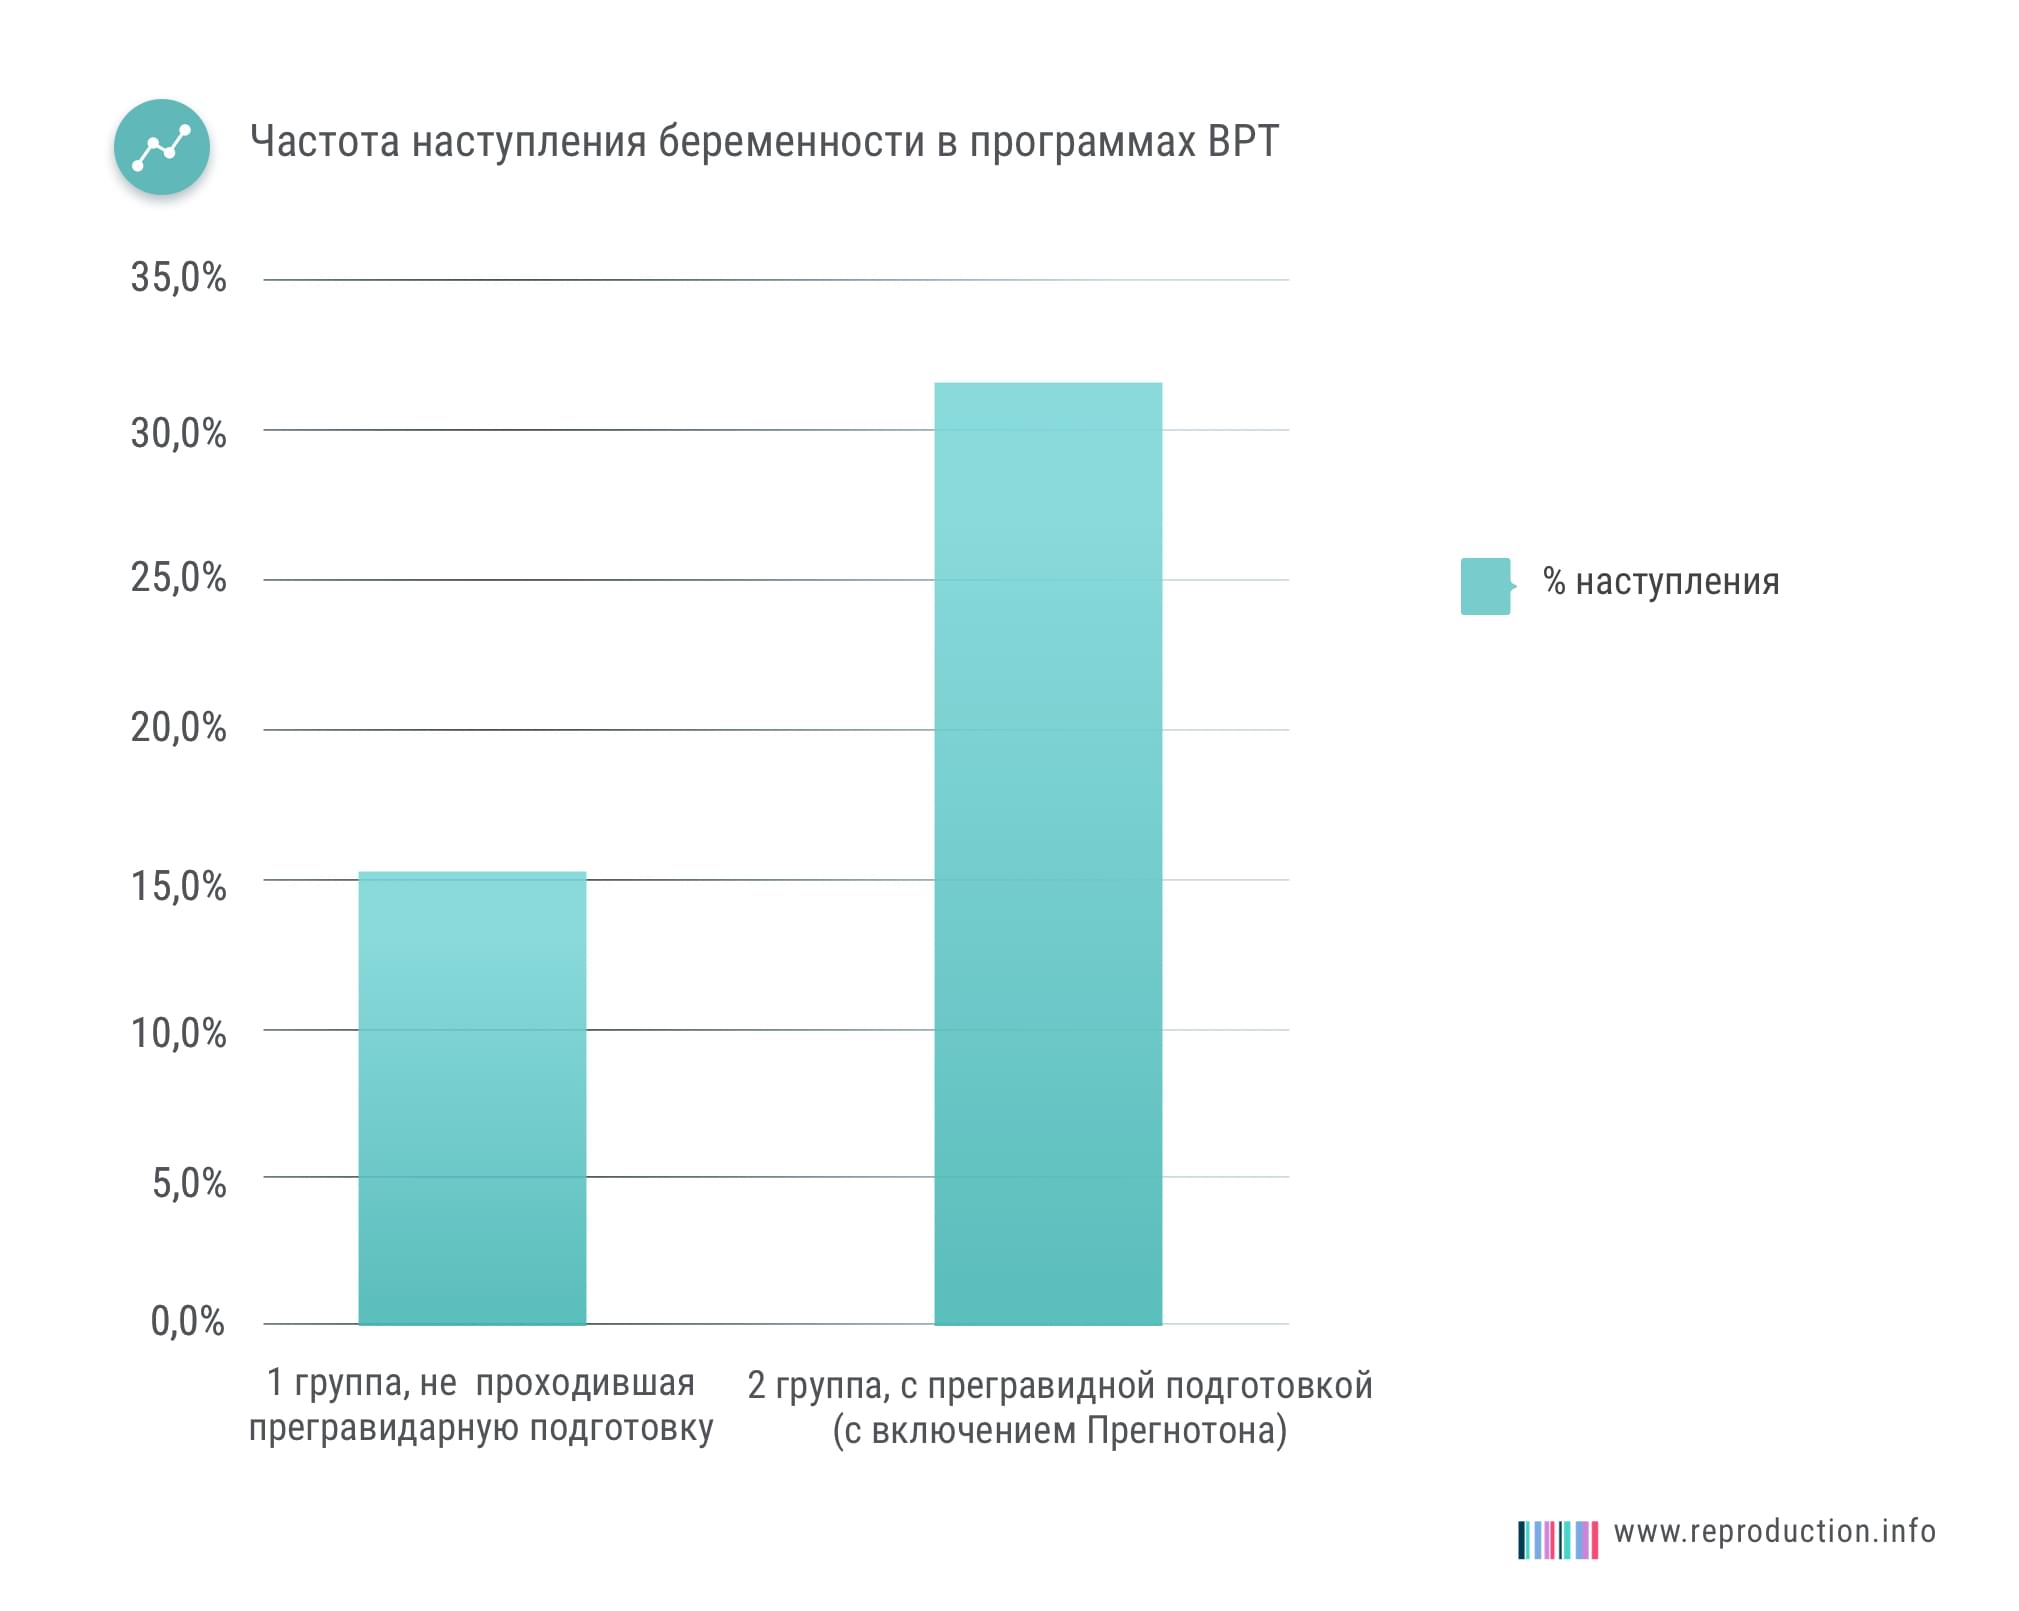 Частота наступления беременности в программах ВРТ
35,0%
30,0%
25,0%
% наступления
20,0%
15,0%
10,0%
5,0%
0,0%
1 группа, не проходившая
прегравидарную подготовку
2 группа, с прегравидной подготовкой
(с включением Прегнотона)
www.reproduction.info